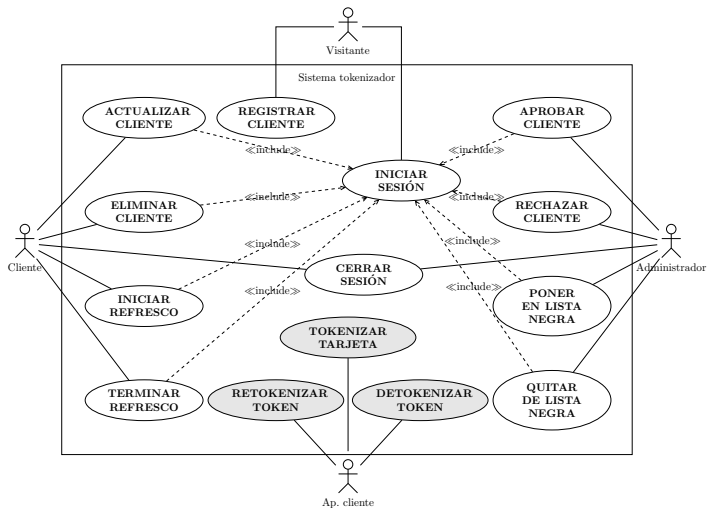 Visitante
Sistema tokenizador
ACTUALIZAR
CLIENTE
REGISTRAR
CLIENTE
APROBAR
CLIENTE
≪include≫
≪include≫
INICIAR
SESIÓN
ELIMINAR
CLIENTE
≪include≫
≪include≫
RECHAZAR
CLIENTE
Cliente
≪include≫
≪include≫
Administrador
CERRAR
SESIÓN
INICIAR
REFRESCO
≪include≫
≪include≫
PONER
EN LISTA
NEGRA
TOKENIZAR
TARJETA
TERMINAR
REFRESCO
RETOKENIZAR
TOKEN
DETOKENIZAR
TOKEN
QUITAR
DE LISTA
NEGRA
Ap. cliente